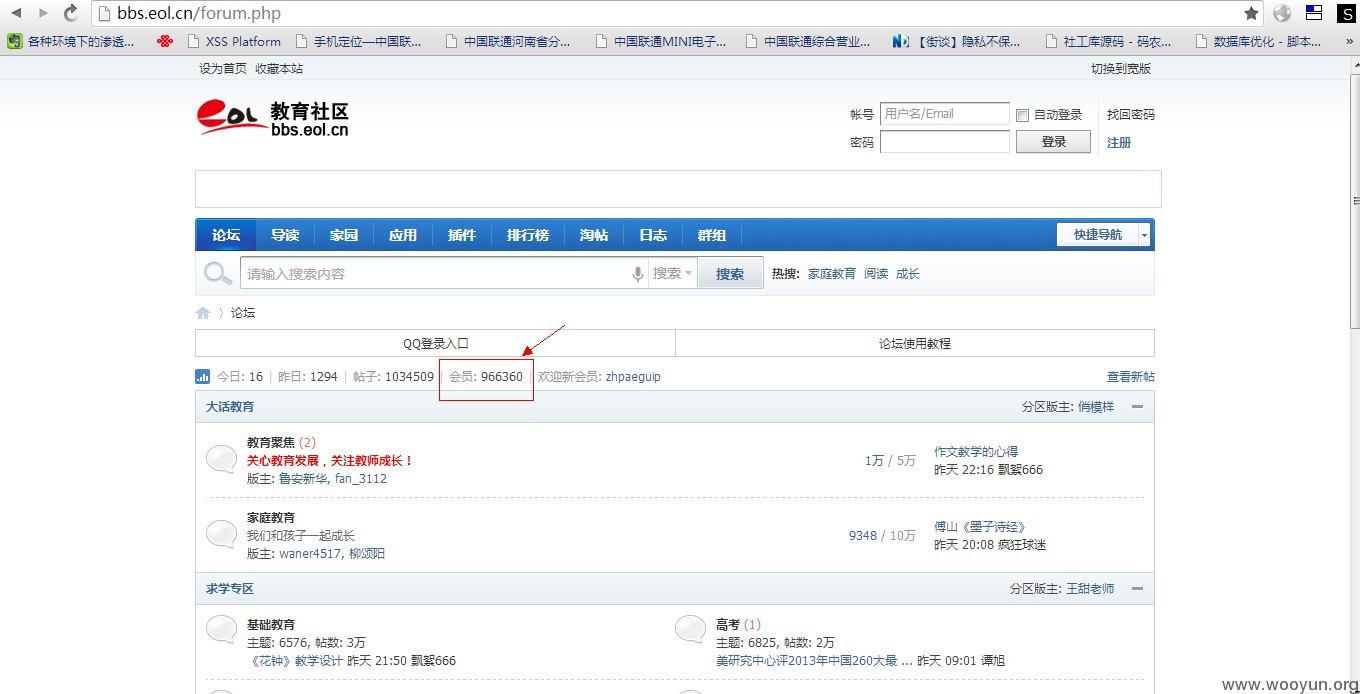 bbs.eol.cn/forum.php
各种环境下的渗透... XSS Platform 手机定位—中国联... 中国联通河南省分... 中国联通MINI电子... 中国联通综合营业... 【街谈】隐私不保... 社工库源码 - 码农... 数据库优化 - 脚本... »
设为首页 收藏本站 切换到宽版
eol 教育社区
bbs.eol.cn
帐号 用户名/Email 自动登录 找回密码
密码 登录 注册
论坛 导读 家园 应用 插件 排行榜 淘帖 日志 群组 快捷导航
请输入搜索内容 搜索 搜索 热搜: 家庭教育 阅读 成长
论坛
QQ登录入口 论坛使用教程
今日: 16 | 昨日: 1294 | 帖子: 1034509 | 会员: 966360 | 欢迎新会员: zhpaeguip 查看新帖
大话教育 分区版主: 俏模样
教育聚焦 (2)
关心教育发展，关注教师成长！
版主: 鲁安新华, fan_3112
1万 / 5万
作文教学的心得
昨天 22:16 飘絮666
家庭教育
我们和孩子一起成长
版主: waner4517, 柳颂阳
9348 / 10万
傅山《墨子诗经》
昨天 20:08 疯狂球迷
求学专区 分区版主: 王甜老师
基础教育
主题: 6576, 帖数: 3万
《花钟》教学设计 昨天 21:50 飘絮666
高考 (1)
主题: 6825, 帖数: 2万
美研究中心评2013年中国260大最 ... 昨天 09:01 谭旭
www.wooyun.org